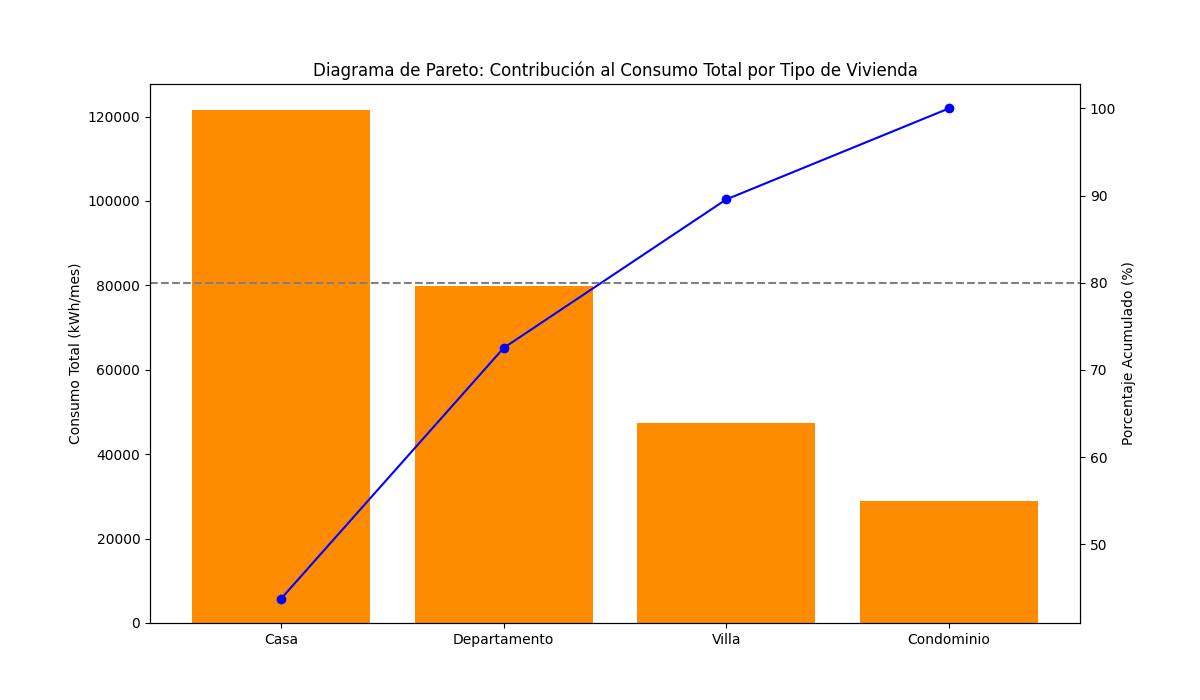 Diagrama de Pareto: Contribución al Consumo Total por Tipo de Vivienda
Consumo Total (kWh/mes)
120000
100000
80000
60000
40000
20000
0
Casa
Departamento
Villa
Condominio
100
90
80
70
60
50
Porcentaje Acumulado (%)